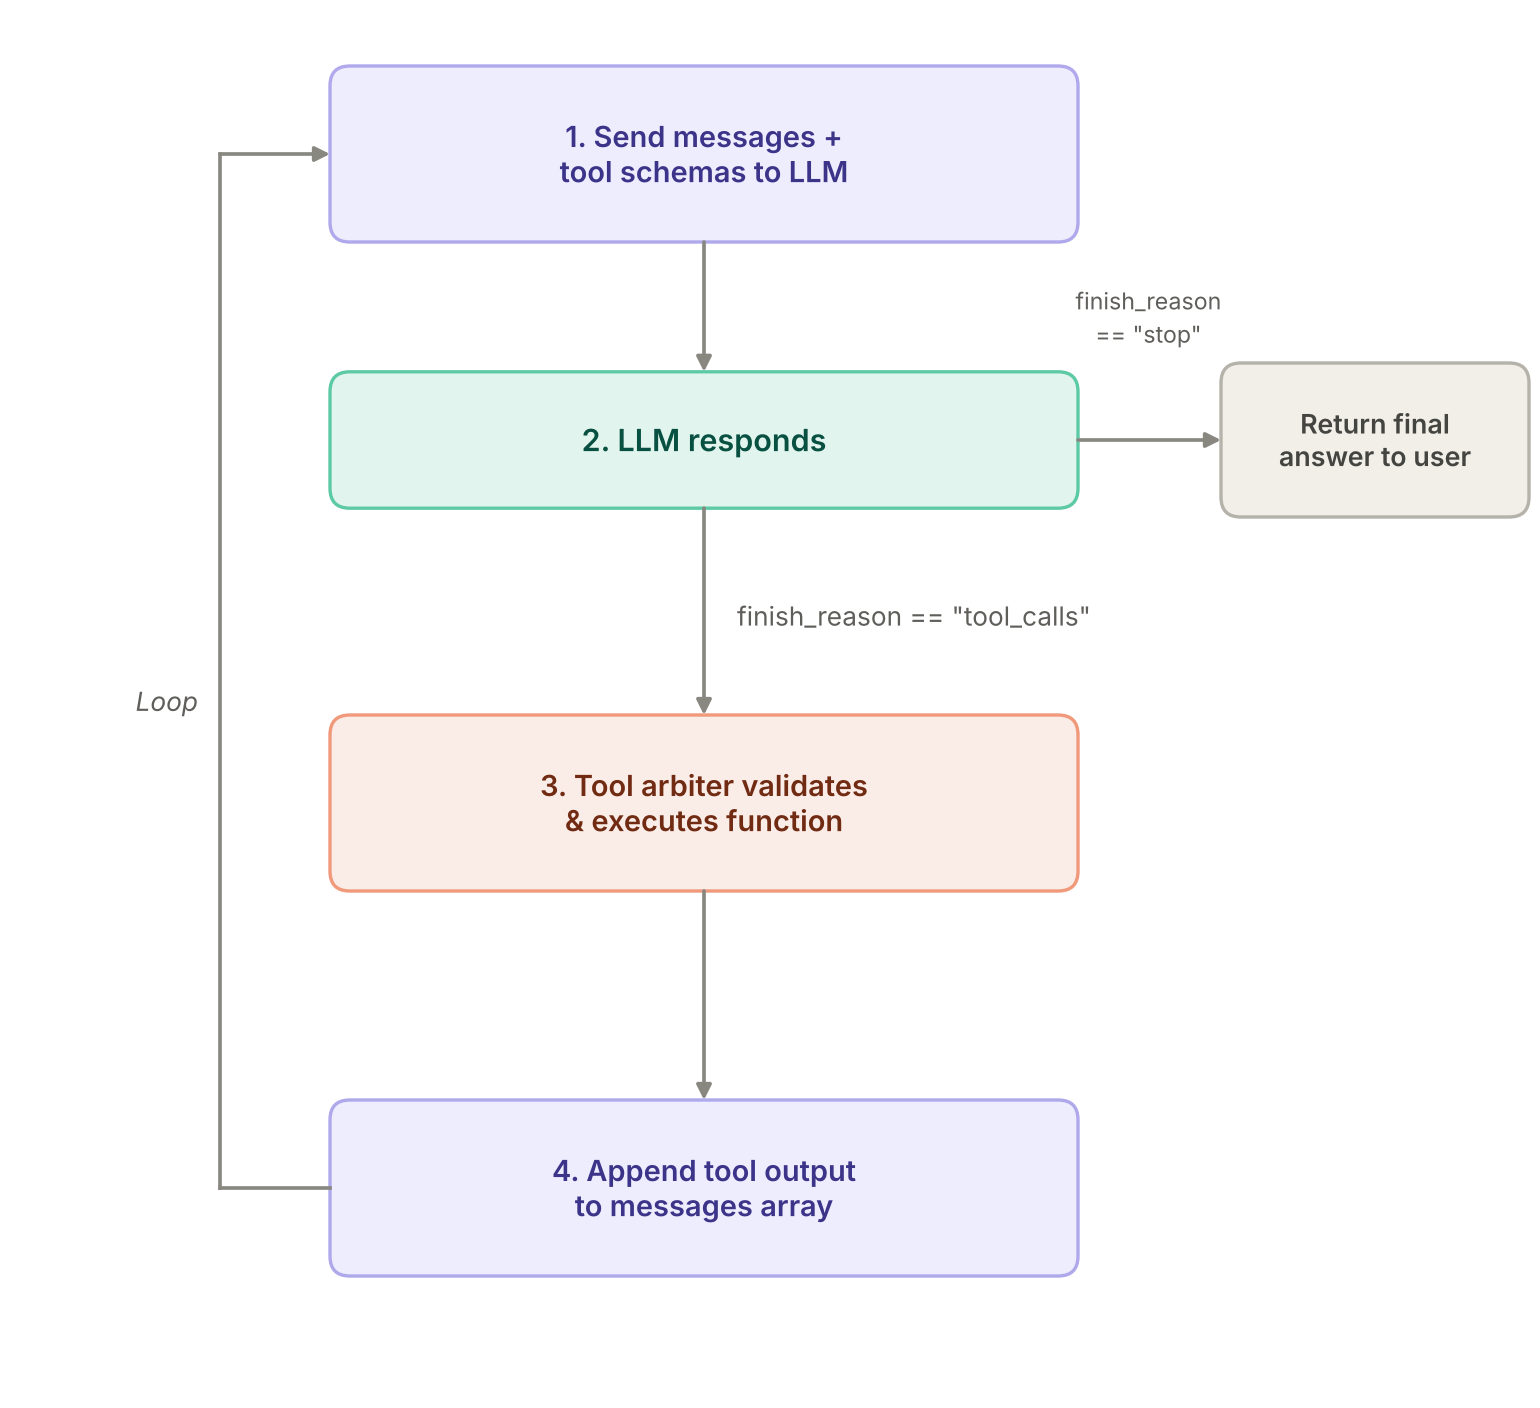 1. Send messages +
tool schemas to LLM
finish_reason
== "stop"
2. LLM responds
Return final
answer to user
finish_reason == "tool_calls"
Loop
3. Tool arbiter validates
& executes function
4. Append tool output
to messages array